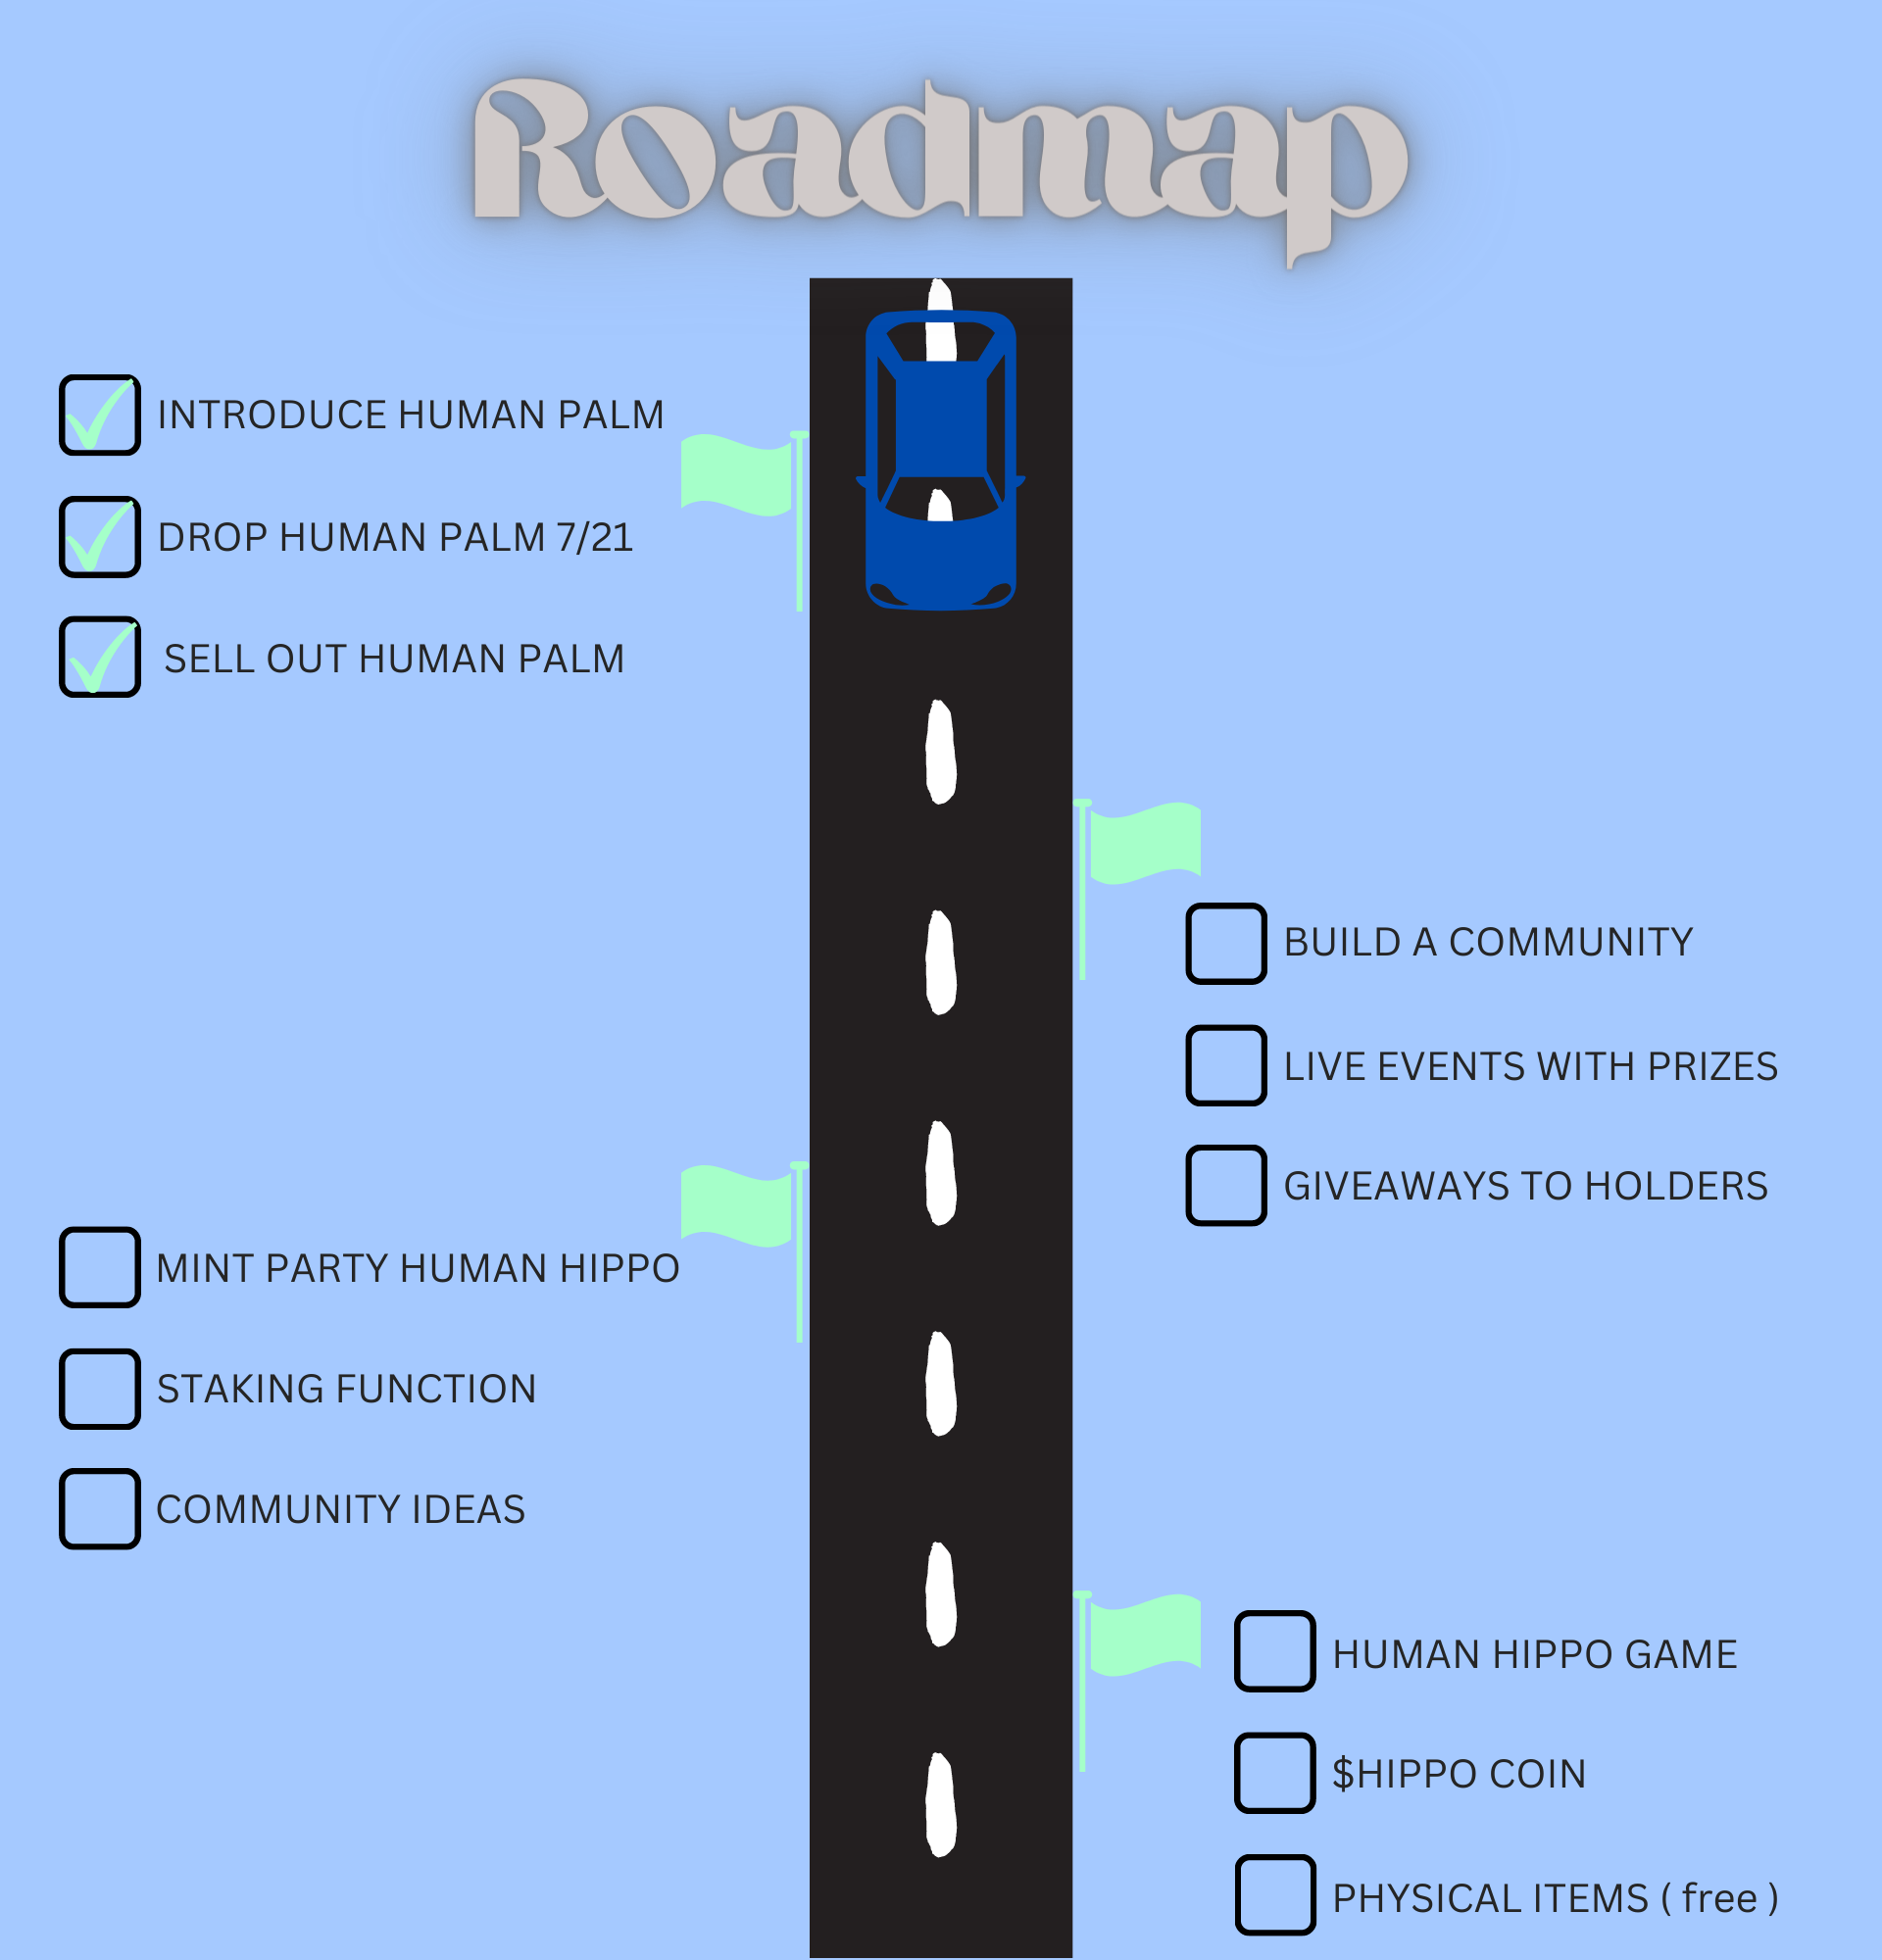 Roadmap
INTRODUCE HUMAN PALM
DROP HUMAN PALM 7/21
SELL OUT HUMAN PALM
BUILD A COMMUNITY
LIVE EVENTS WITH PRIZES
GIVEAWAYS TO HOLDERS
MINT PARTY HUMAN HIPPO
STAKING FUNCTION
COMMUNITY IDEAS
HUMAN HIPPO GAME
$HIPPO COIN
PHYSICAL ITEMS ( free )